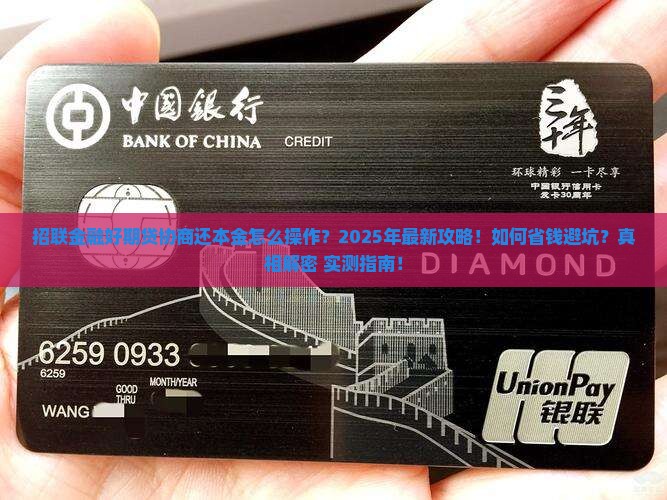 中國銀行
BANK OF CHINA
CREDIT
三十年
环球精彩 一卡尽享
中国银行信用卡
发卡30周年
招联金融好期贷协商还本金怎么操作？2025年最新攻略！如何省钱避坑？真
相解密 实测指南！
DIAMOND
6259 0933
6259
GOOD
THRU
MONTH/YEAR
WANG
UnionPay
银联